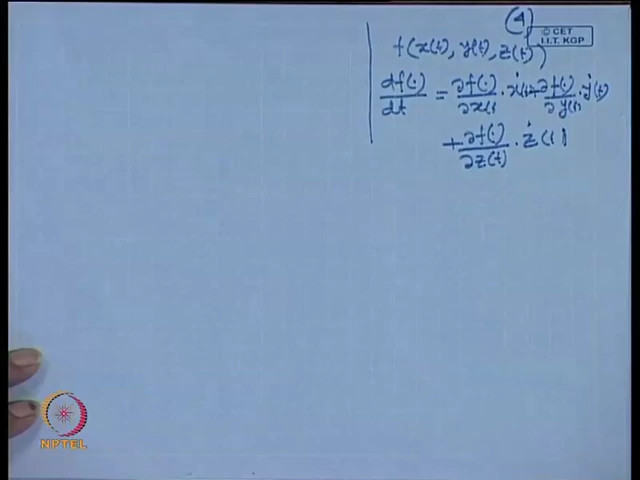 (4)
© CET
I.I.T. KGP
f(x(t), y(t), z(t))
df(·)/dt = ∂f(·)/∂x(t) · ẋ(t) + ∂f(·)/∂y(t) · ẏ(t)
+ ∂f(·)/∂z(t) · ż(t)
NPTEL